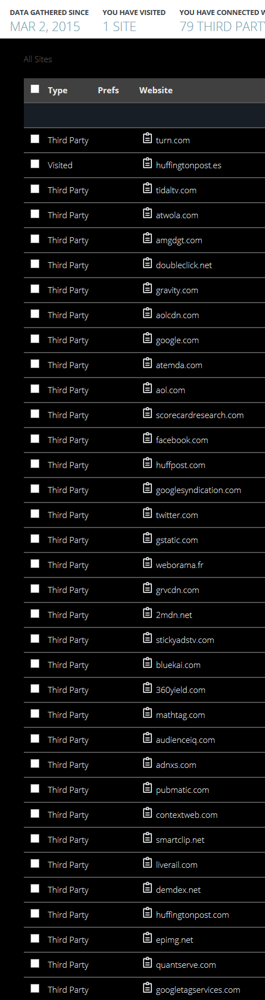 DATA GATHERED SINCE YOU HAVE VISITED YOU HAVE CONNECTED
MAR 2, 2015 1 SITE 79 THIRD
All Sites
Type Prefs Website
Third Party turn.com
Visited huffingtonpost.es
Third Party tidaltv.com
Third Party atwola.com
Third Party amgdgt.com
Third Party doubleclick.net
Third Party gravity.com
Third Party aolcdn.com
Third Party google.com
Third Party atemda.com
Third Party aol.com
Third Party scorecardresearch.com
Third Party facebook.com
Third Party huffpost.com
Third Party googlesyndication.com
Third Party twitter.com
Third Party gstatic.com
Third Party weborama.fr
Third Party grvcdn.com
Third Party 2mdn.net
Third Party stickyadstv.com
Third Party bluekai.com
Third Party 360yield.com
Third Party mathtag.com
Third Party audienceiq.com
Third Party adnxs.com
Third Party pubmatic.com
Third Party contextweb.com
Third Party smartclip.net
Third Party liverail.com
Third Party demdex.net
Third Party huffingtonpost.com
Third Party epimg.net
Third Party quantserve.com
Third Party googletagservices.com